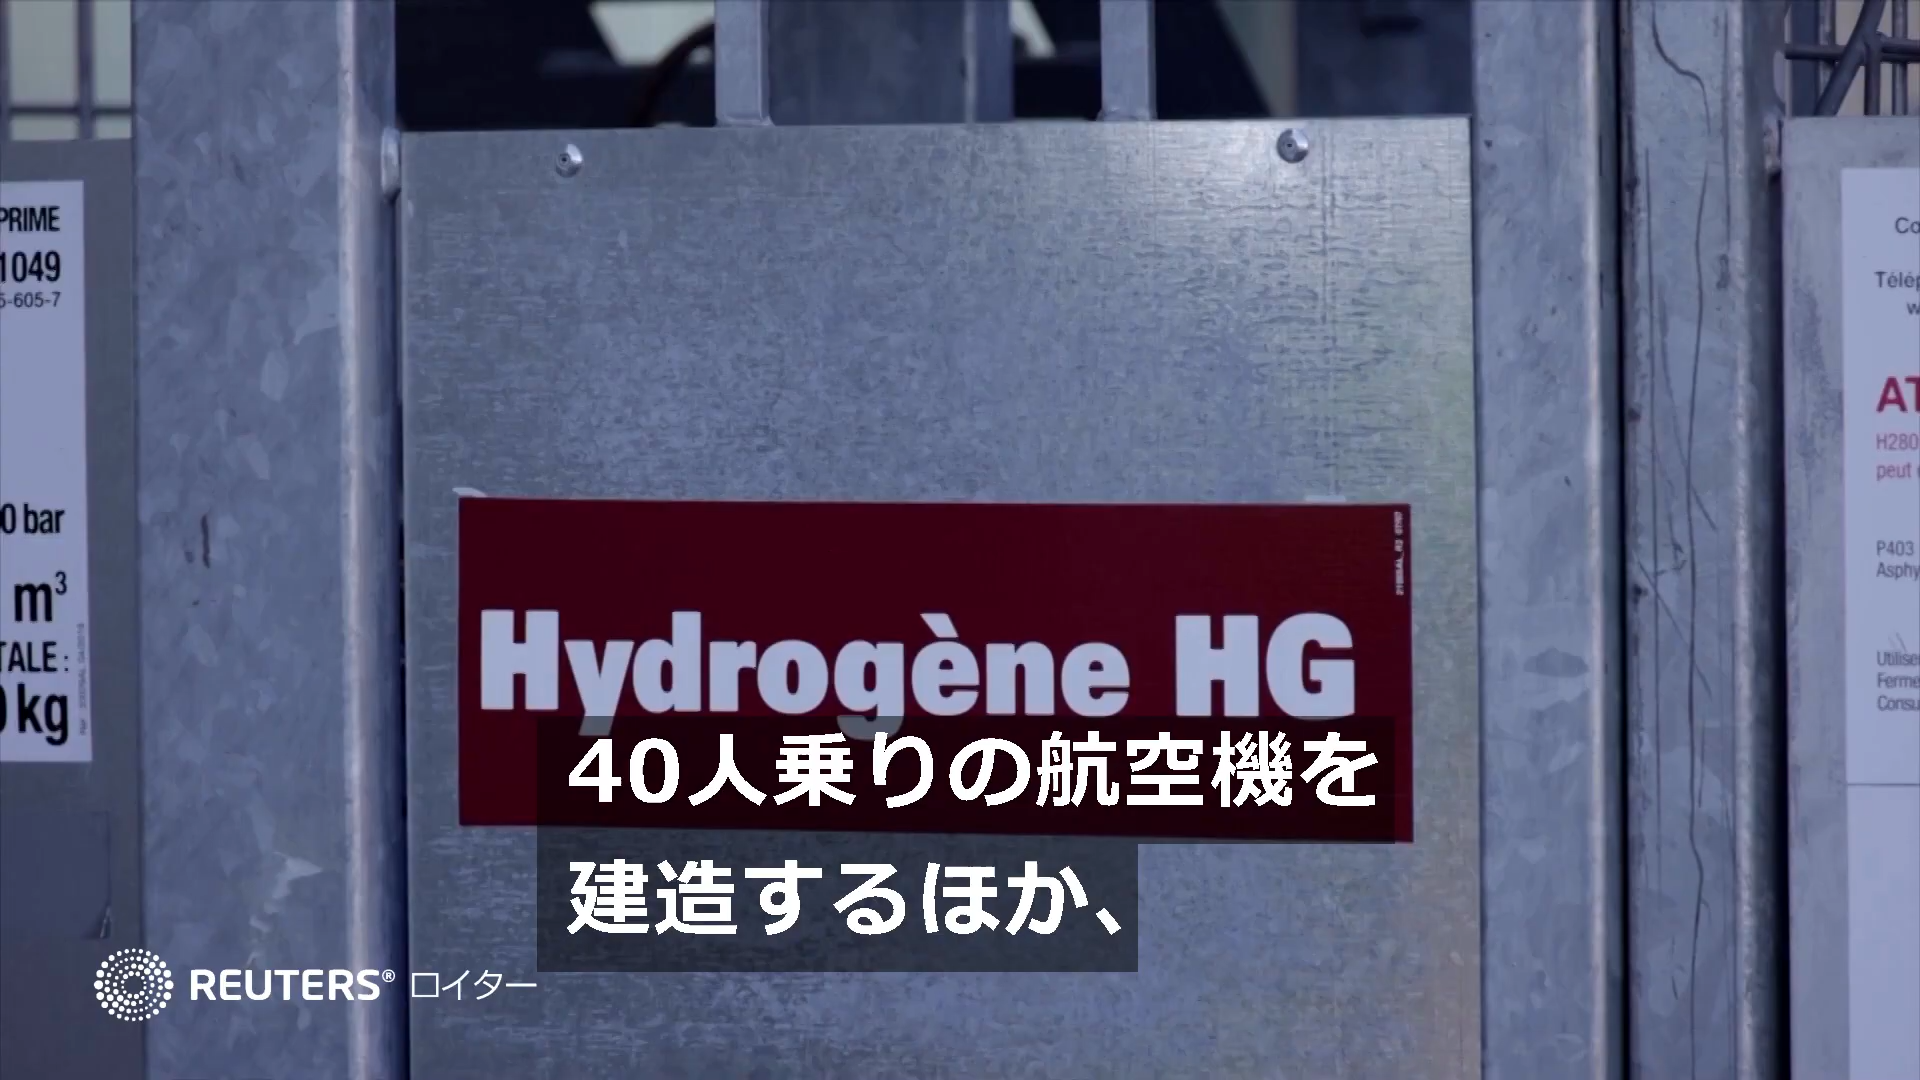 PRIME
1049
5-605-7
0 bar
m³
TALE :
0 kg
Hydrogène HG
40人乗りの航空機を
建造するほか、
REUTERS® ロイター
Co
Télép
w
AT
H280
peut
P403
Asphy
Utilise
Ferme
Consu